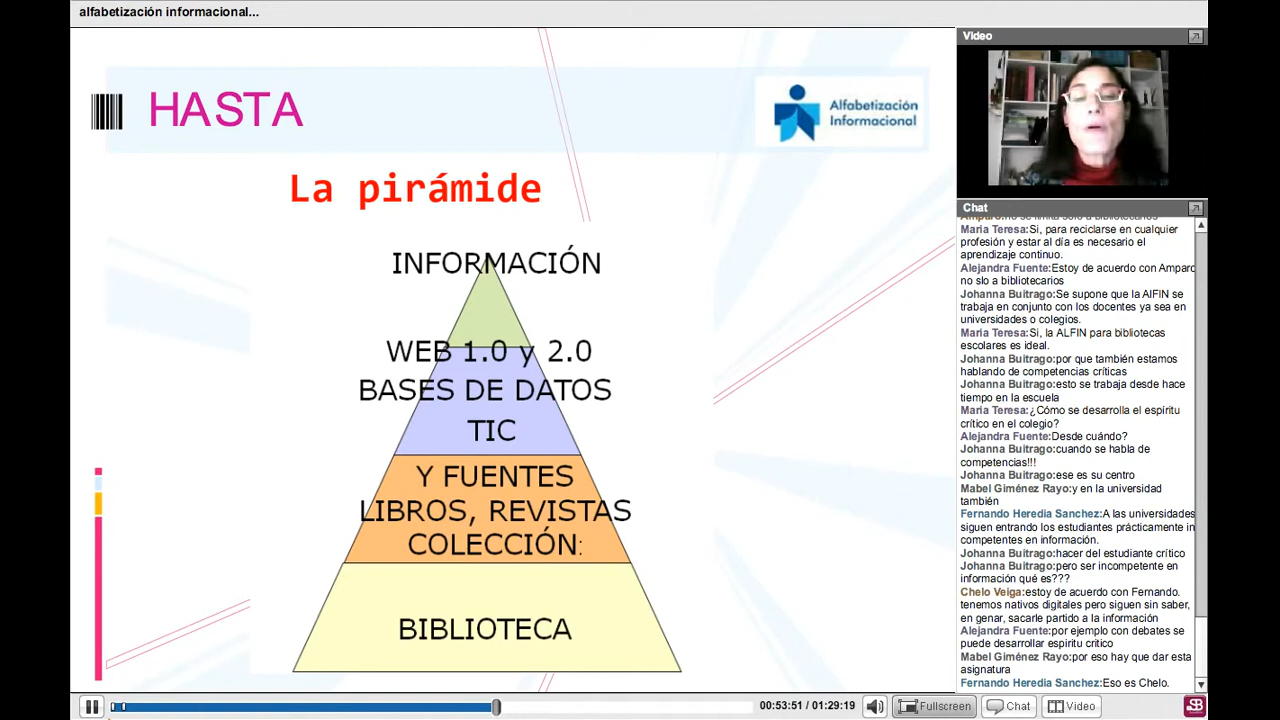 alfabetización informacional...
HASTA
Alfabetización
Informacional
La pirámide
INFORMACIÓN
WEB 1.0 y 2.0
BASES DE DATOS
TIC
Y FUENTES
LIBROS, REVISTAS
COLECCIÓN:
BIBLIOTECA
Video
Chat
Amparo:no se limita solo a bibliotecarios
Maria Teresa:Si, para reciclarse en cualquier
profesión y estar al día es necesario el
aprendizaje continuo.
Alejandra Fuente:Estoy de acuerdo con Amparo
no slo a bibliotecarios
Johanna Buitrago:Se supone que la AIFIN se
trabaja en conjunto con los docentes ya sea en
universidades o colegios.
Maria Teresa:Si, la ALFIN para bibliotecas
escolares es ideal.
Johanna Buitrago:por que también estamos
hablando de competencias críticas
Johanna Buitrago:esto se trabaja desde hace
tiempo en la escuela
Maria Teresa:¿Cómo se desarrolla el espíritu
crítico en el colegio?
Alejandra Fuente:Desde cuándo?
Johanna Buitrago:cuando se habla de
competencias!!!
Johanna Buitrago:ese es su centro
Mabel Giménez Rayo:y en la universidad
también
Fernando Heredia Sanchez:A las universidades
siguen entrando los estudiantes prácticamente in
competentes en información.
Johanna Buitrago:hacer del estudiante crítico
Johanna Buitrago:pero ser incompetente en
información qué es???
Chelo Veiga:estoy de acuerdo con Fernando.
tenemos nativos digitales pero siguen sin saber,
en genar, sacarle partido a la información
Alejandra Fuente:por ejemplo con debates se
puede desarrollar espiritu critico
Mabel Giménez Rayo:por eso hay que dar esta
asignatura
Fernando Heredia Sanchez:Eso es Chelo.
00:53:51 / 01:29:19
Fullscreen
Chat
Video
SB